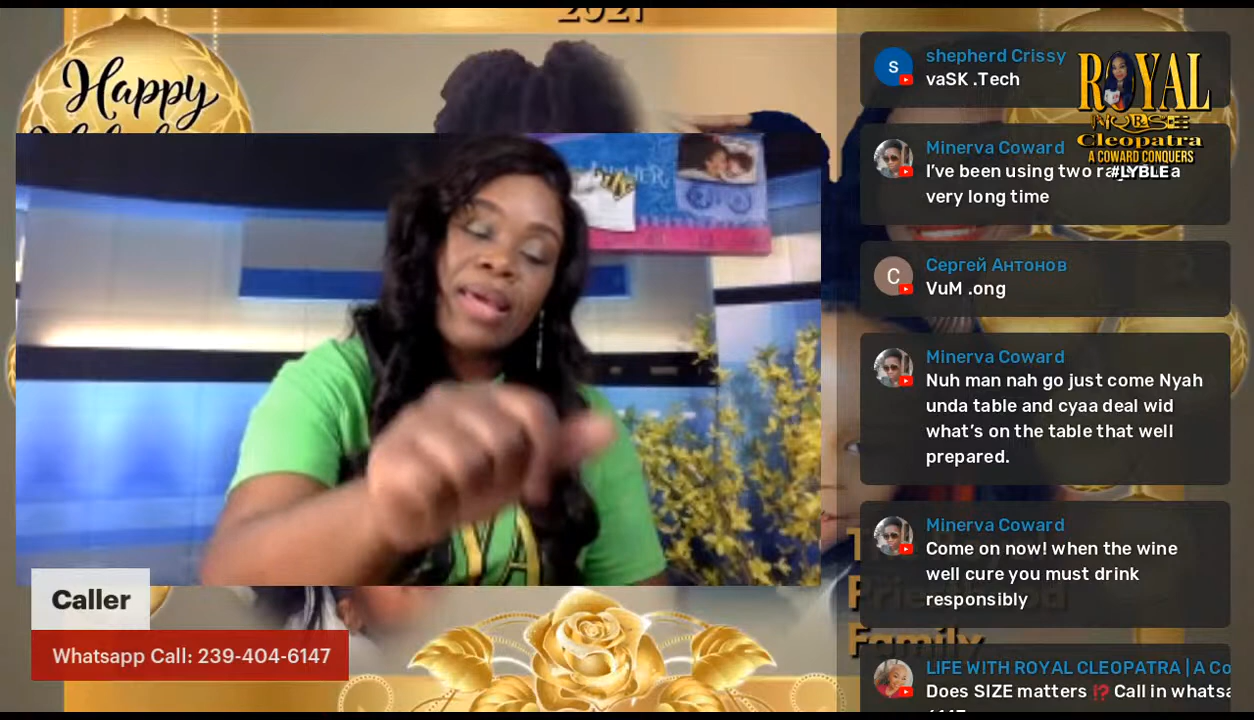 2021
Happy
shepherd Crissy
vaSK .Tech
ROYAL
NURSE
Cleopatra
A COWARD CONQUERS
#LYBLE
Minerva Coward
I've been using two a
very long time
Сергей Антонов
VuM .ong
Minerva Coward
Nuh man nah go just come Nyah
unda table and cyaa deal wid
what's on the table that well
prepared.
Minerva Coward
Come on now! when the wine
well cure you must drink
responsibly
Family
LIFE WITH ROYAL CLEOPATRA | A Co
Does SIZE matters ⁉️ Call in whatsa
Caller
Whatsapp Call: 239-404-6147